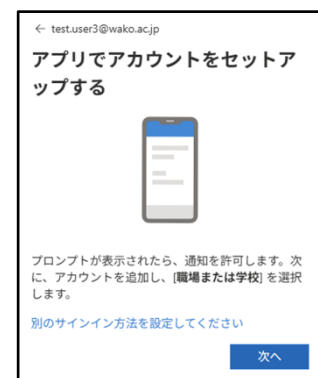 ← test.user3@wako.ac.jp
アプリでアカウントをセットア
ップする
プロンプトが表示されたら、通知を許可します。次
に、アカウントを追加し、[職場または学校] を選択
します。
別のサインイン方法を設定してください
次へ